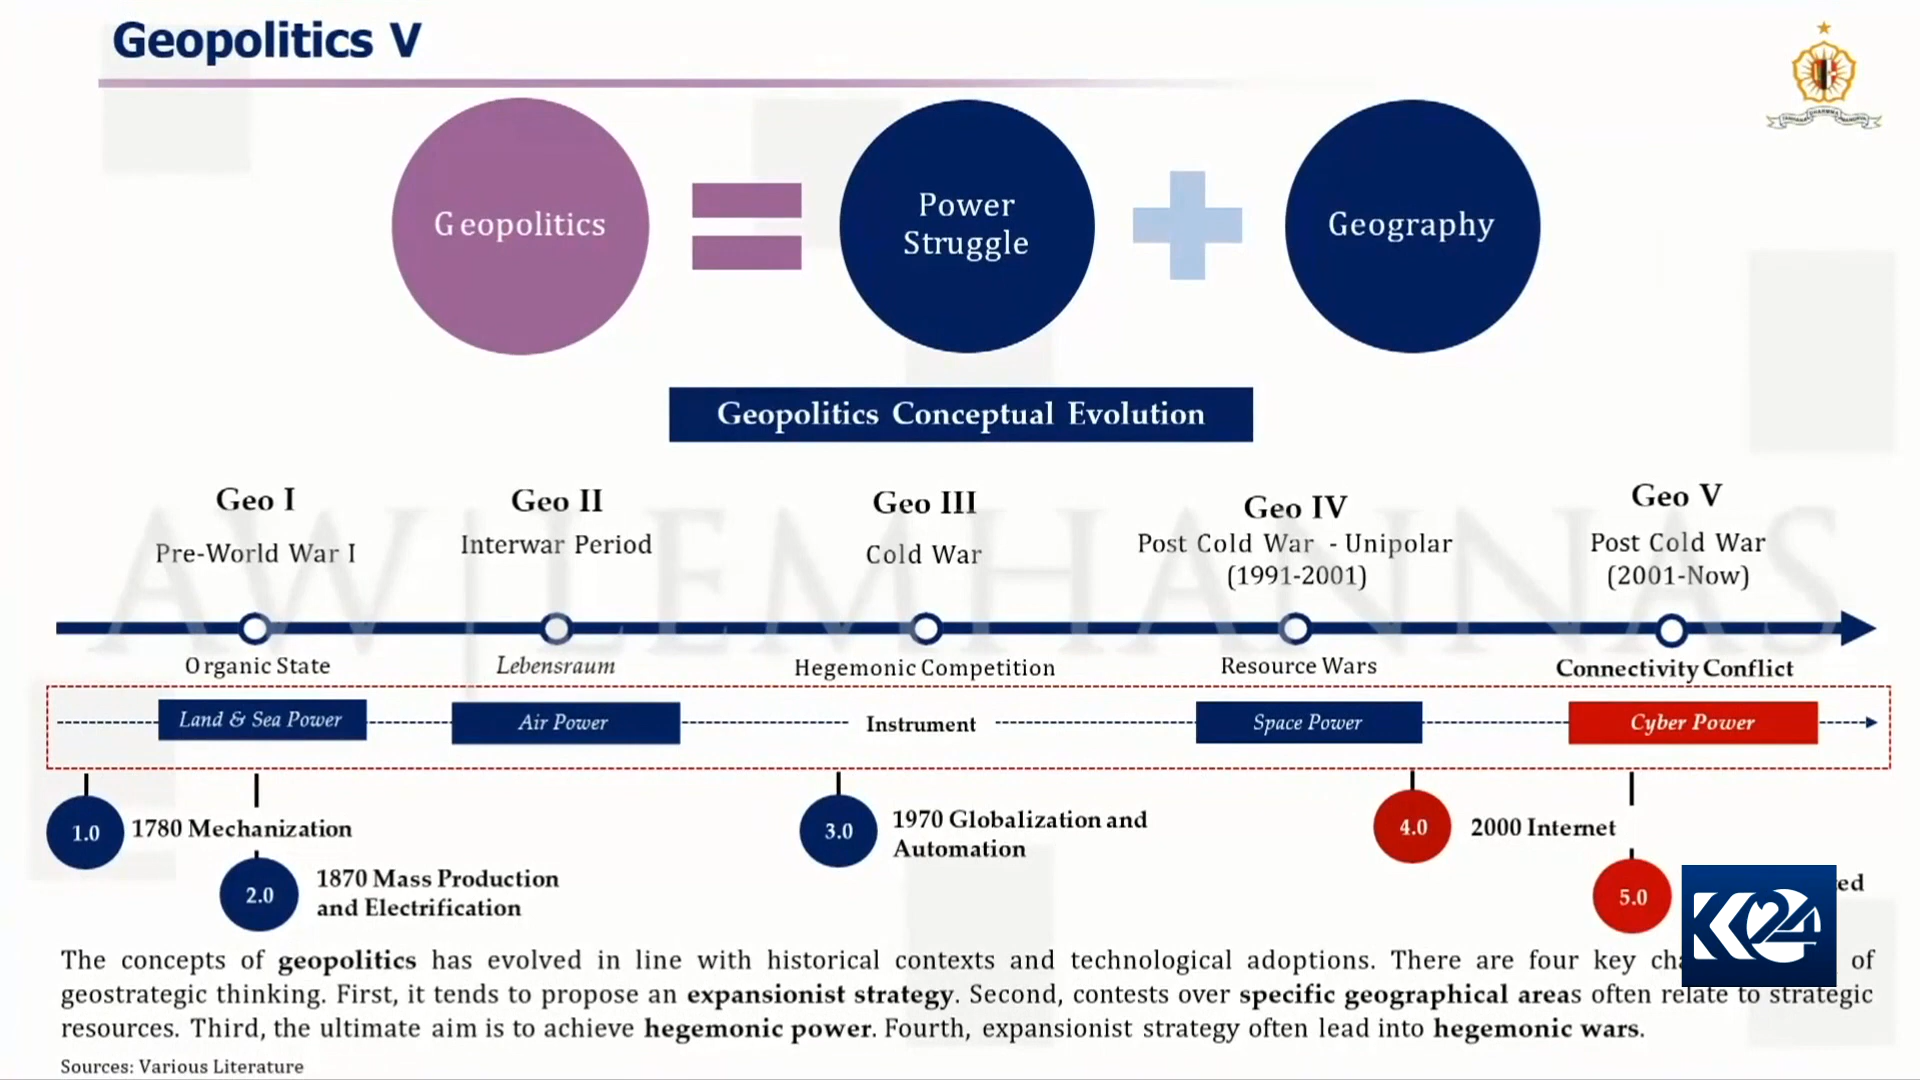 Geopolitics V
Geopolitics
Power
Struggle
Geography
Geopolitics Conceptual Evolution
Geo I
Pre-World War I
Geo II
Interwar Period
Geo III
Cold War
Geo IV
Post Cold War - Unipolar
(1991-2001)
Geo V
Post Cold War
(2001-Now)
AW|LEMHANNAS
Organic State
Lebensraum
Hegemonic Competition
Resource Wars
Connectivity Conflict
Land & Sea Power
Air Power
Instrument
Space Power
Cyber Power
1.0
1780 Mechanization
2.0
1870 Mass Production
and Electrification
3.0
1970 Globalization and
Automation
4.0
2000 Internet
5.0
K24
The concepts of geopolitics has evolved in line with historical contexts and technological adoptions. There are four key of
geostrategic thinking. First, it tends to propose an expansionist strategy. Second, contests over specific geographical areas often relate to strategic
resources. Third, the ultimate aim is to achieve hegemonic power. Fourth, expansionist strategy often lead into hegemonic wars.
Sources: Various Literature